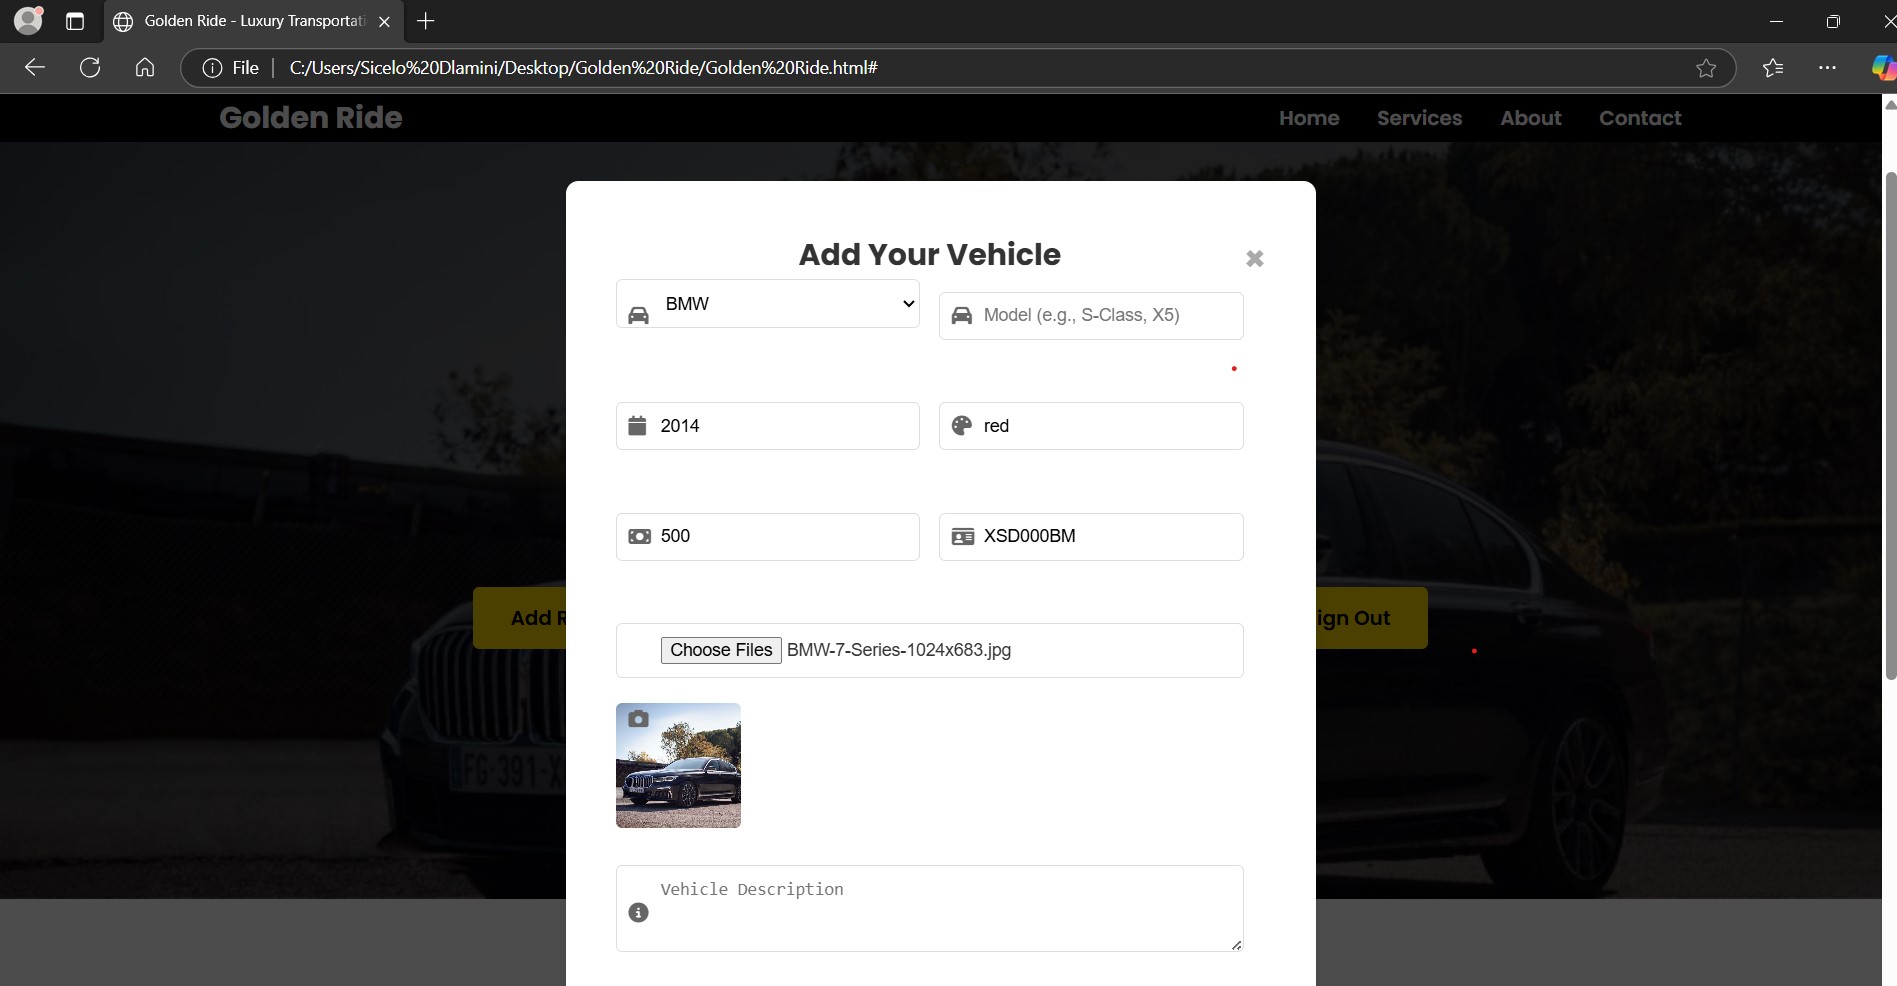 Golden Ride - Luxury Transportati
File
C:/Users/Sicelo%20Dlamini/Desktop/Golden%20Ride/Golden%20Ride.html#
Golden Ride
Home Services About Contact
Add Your Vehicle
BMW
Model (e.g., S-Class, X5)
2014
red
500
XSD000BM
Add R
ign Out
Choose Files BMW-7-Series-1024x683.jpg
FG-391-X
Vehicle Description